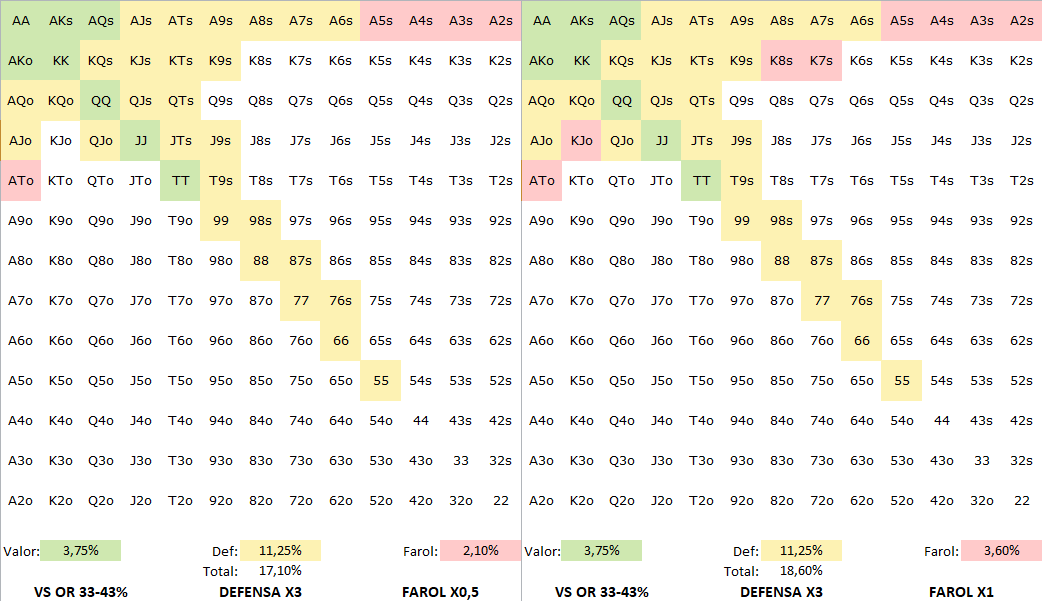 AA AKs AQs AJs ATs A9s A8s A7s A6s A5s A4s A3s A2s AA AKs AQs AJs ATs A9s A8s A7s A6s A5s A4s A3s A2s
AKo KK KQs KJs KTs K9s K8s K7s K6s K5s K4s K3s K2s AKo KK KQs KJs KTs K9s K8s K7s K6s K5s K4s K3s K2s
AQo KQo QQ QJs QTs Q9s Q8s Q7s Q6s Q5s Q4s Q3s Q2s AQo KQo QQ QJs QTs Q9s Q8s Q7s Q6s Q5s Q4s Q3s Q2s
AJo KJo QJo JJ JTs J9s J8s J7s J6s J5s J4s J3s J2s AJo KJo QJo JJ JTs J9s J8s J7s J6s J5s J4s J3s J2s
ATo KTo QTo JTo TT T9s T8s T7s T6s T5s T4s T3s T2s ATo KTo QTo JTo TT T9s T8s T7s T6s T5s T4s T3s T2s
A9o K9o Q9o J9o T9o 99 98s 97s 96s 95s 94s 93s 92s A9o K9o Q9o J9o T9o 99 98s 97s 96s 95s 94s 93s 92s
A8o K8o Q8o J8o T8o 98o 88 87s 86s 85s 84s 83s 82s A8o K8o Q8o J8o T8o 98o 88 87s 86s 85s 84s 83s 82s
A7o K7o Q7o J7o T7o 97o 87o 77 76s 75s 74s 73s 72s A7o K7o Q7o J7o T7o 97o 87o 77 76s 75s 74s 73s 72s
A6o K6o Q6o J6o T6o 96o 86o 76o 66 65s 64s 63s 62s A6o K6o Q6o J6o T6o 96o 86o 76o 66 65s 64s 63s 62s
A5o K5o Q5o J5o T5o 95o 85o 75o 65o 55 54s 53s 52s A5o K5o Q5o J5o T5o 95o 85o 75o 65o 55 54s 53s 52s
A4o K4o Q4o J4o T4o 94o 84o 74o 64o 54o 44 43s 42s A4o K4o Q4o J4o T4o 94o 84o 74o 64o 54o 44 43s 42s
A3o K3o Q3o J3o T3o 93o 83o 73o 63o 53o 43o 33 32s A3o K3o Q3o J3o T3o 93o 83o 73o 63o 53o 43o 33 32s
A2o K2o Q2o J2o T2o 92o 82o 72o 62o 52o 42o 32o 22 A2o K2o Q2o J2o T2o 92o 82o 72o 62o 52o 42o 32o 22
Valor: 3,75% Def: 11,25% Farol: 2,10% Valor: 3,75% Def: 11,25% Farol: 3,60%
Total: 17,10% Total: 18,60%
VS OR 33-43% DEFENSA X3 FAROL X0,5 VS OR 33-43% DEFENSA X3 FAROL X1